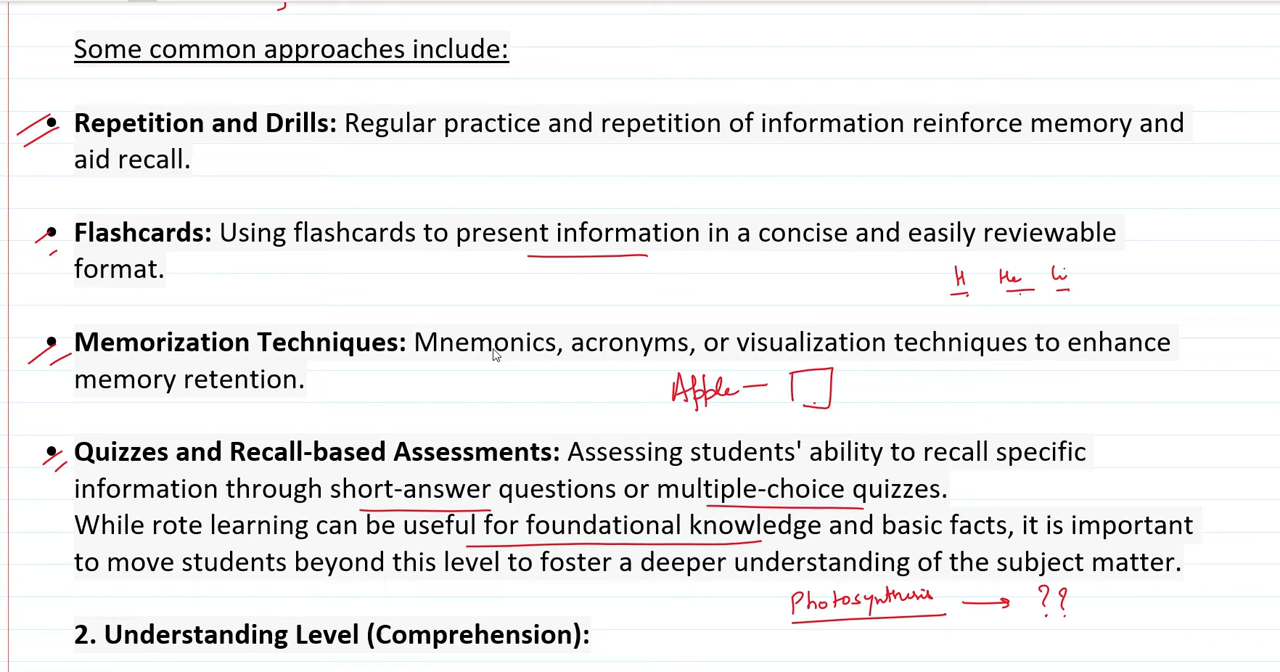 Some common approaches include:
• Repetition and Drills: Regular practice and repetition of information reinforce memory and
aid recall.
• Flashcards: Using flashcards to present information in a concise and easily reviewable
format.
H He Li
• Memorization Techniques: Mnemonics, acronyms, or visualization techniques to enhance
memory retention.
Apple —
• Quizzes and Recall-based Assessments: Assessing students' ability to recall specific
information through short-answer questions or multiple-choice quizzes.
While rote learning can be useful for foundational knowledge and basic facts, it is important
to move students beyond this level to foster a deeper understanding of the subject matter.
Photosynthesis → ??
2. Understanding Level (Comprehension):